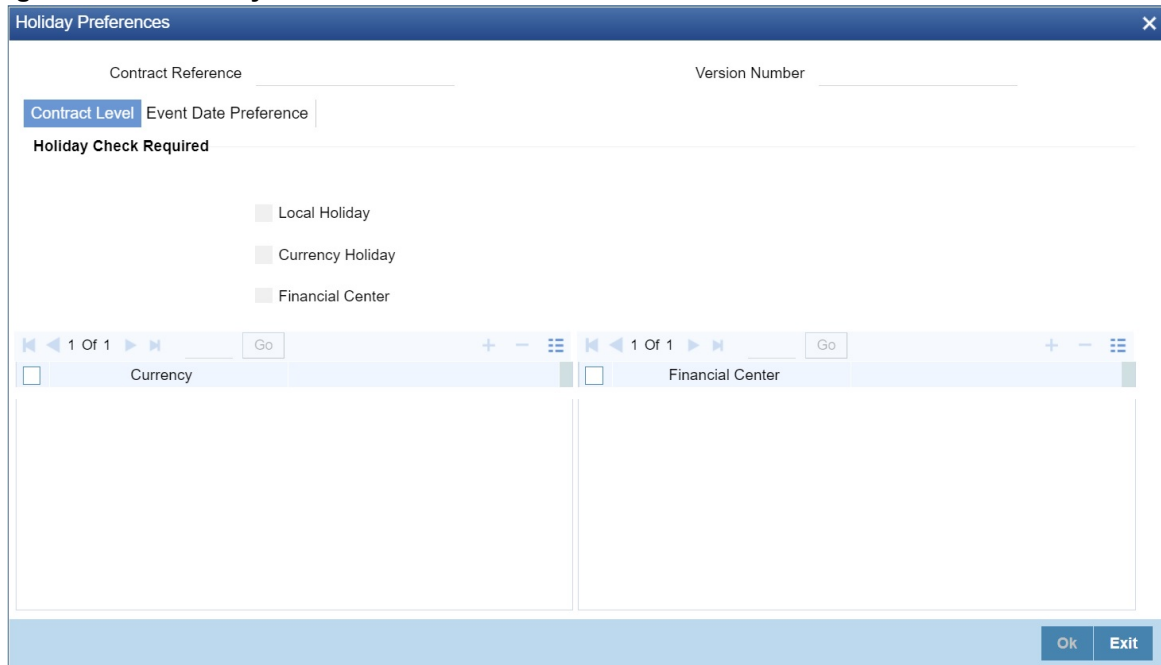 Holiday Preferences
Contract Reference
Version Number
Contract Level Event Date Preference
Holiday Check Required
Local Holiday
Currency Holiday
Financial Center
1 Of 1 Go
1 Of 1 Go
Currency
Financial Center
Ok Exit